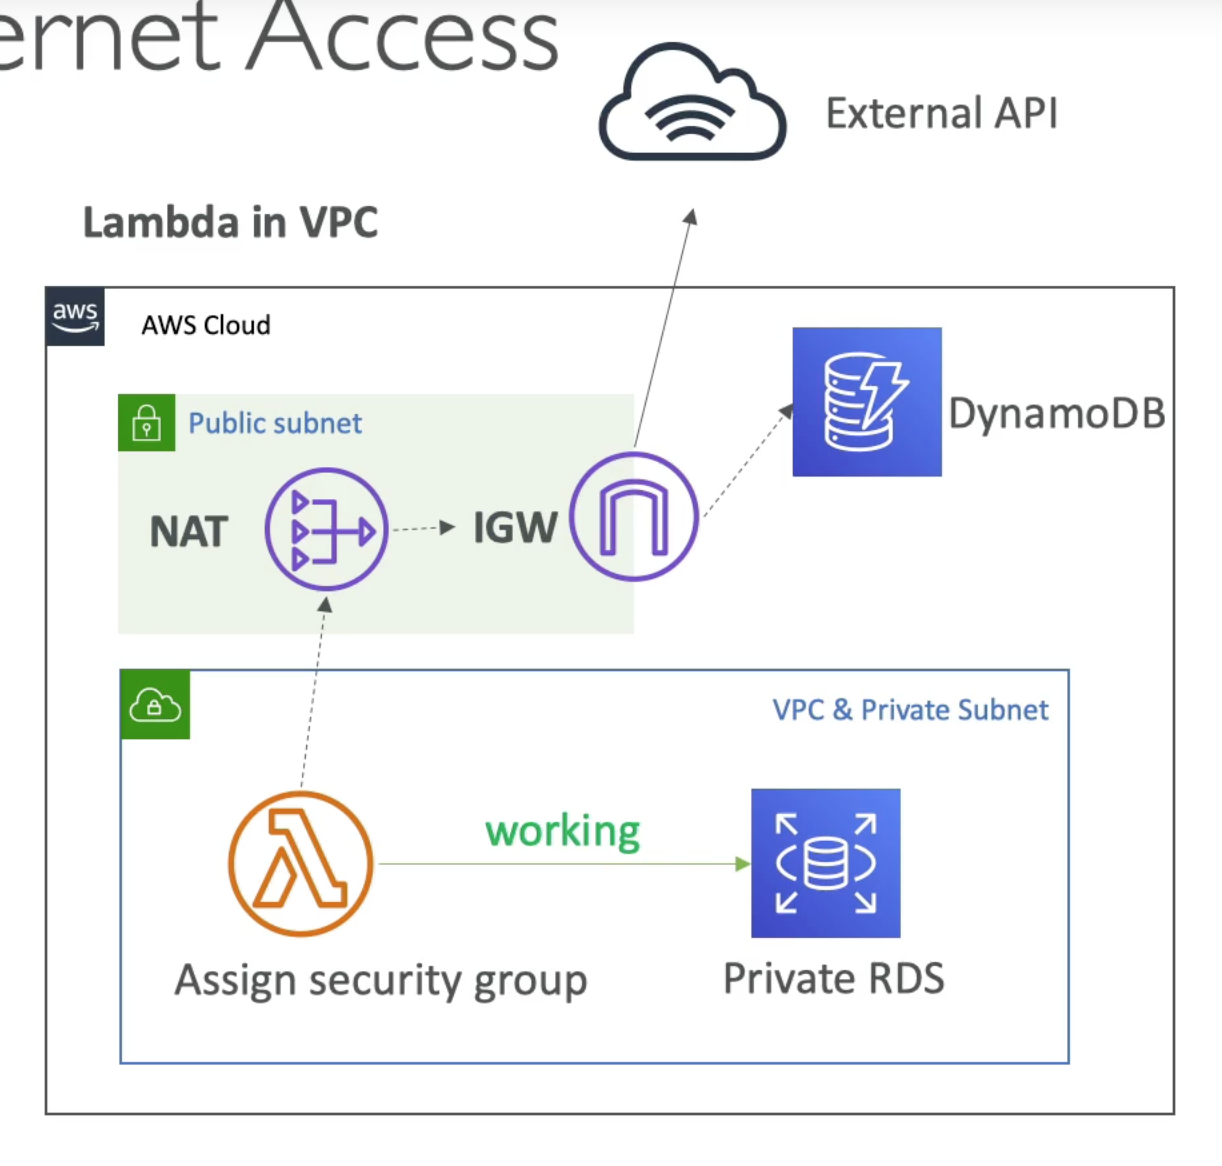 ernet Access
External API
Lambda in VPC
aws
AWS Cloud
DynamoDB
Public subnet
NAT
IGW
VPC & Private Subnet
working
Assign security group
Private RDS